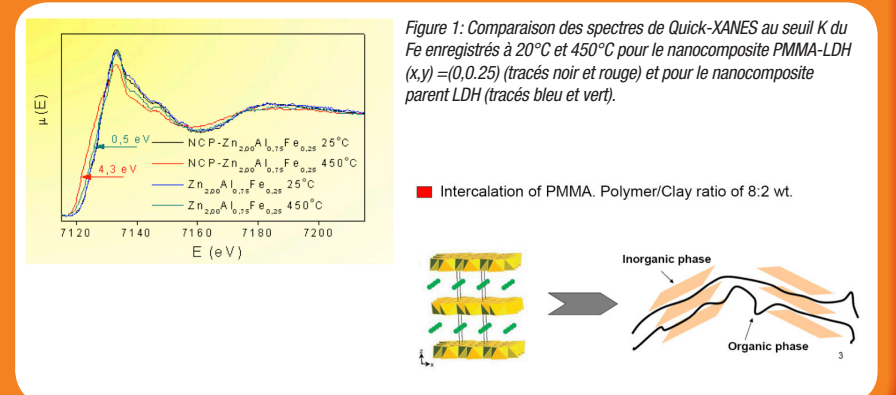 Figure 1: Comparaison des spectres de Quick-XANES au seuil K du
Fe enregistrés à 20°C et 450°C pour le nanocomposite PMMA-LDH
(x,y) =(0,0.25) (tracés noir et rouge) et pour le nanocomposite
parent LDH (tracés bleu et vert).
μ (E)
0,5 eV
4,3 eV
NCP-Zn2,00Al0,75Fe0,25 25°C
NCP-Zn2,00Al0,75Fe0,25 450°C
Zn2,00Al0,75Fe0,25 25°C
Zn2,00Al0,75Fe0,25 450°C
7120 7140 7160 7180 7200
E (eV)
Intercalation of PMMA. Polymer/Clay ratio of 8:2 wt.
Inorganic phase
Organic phase
3